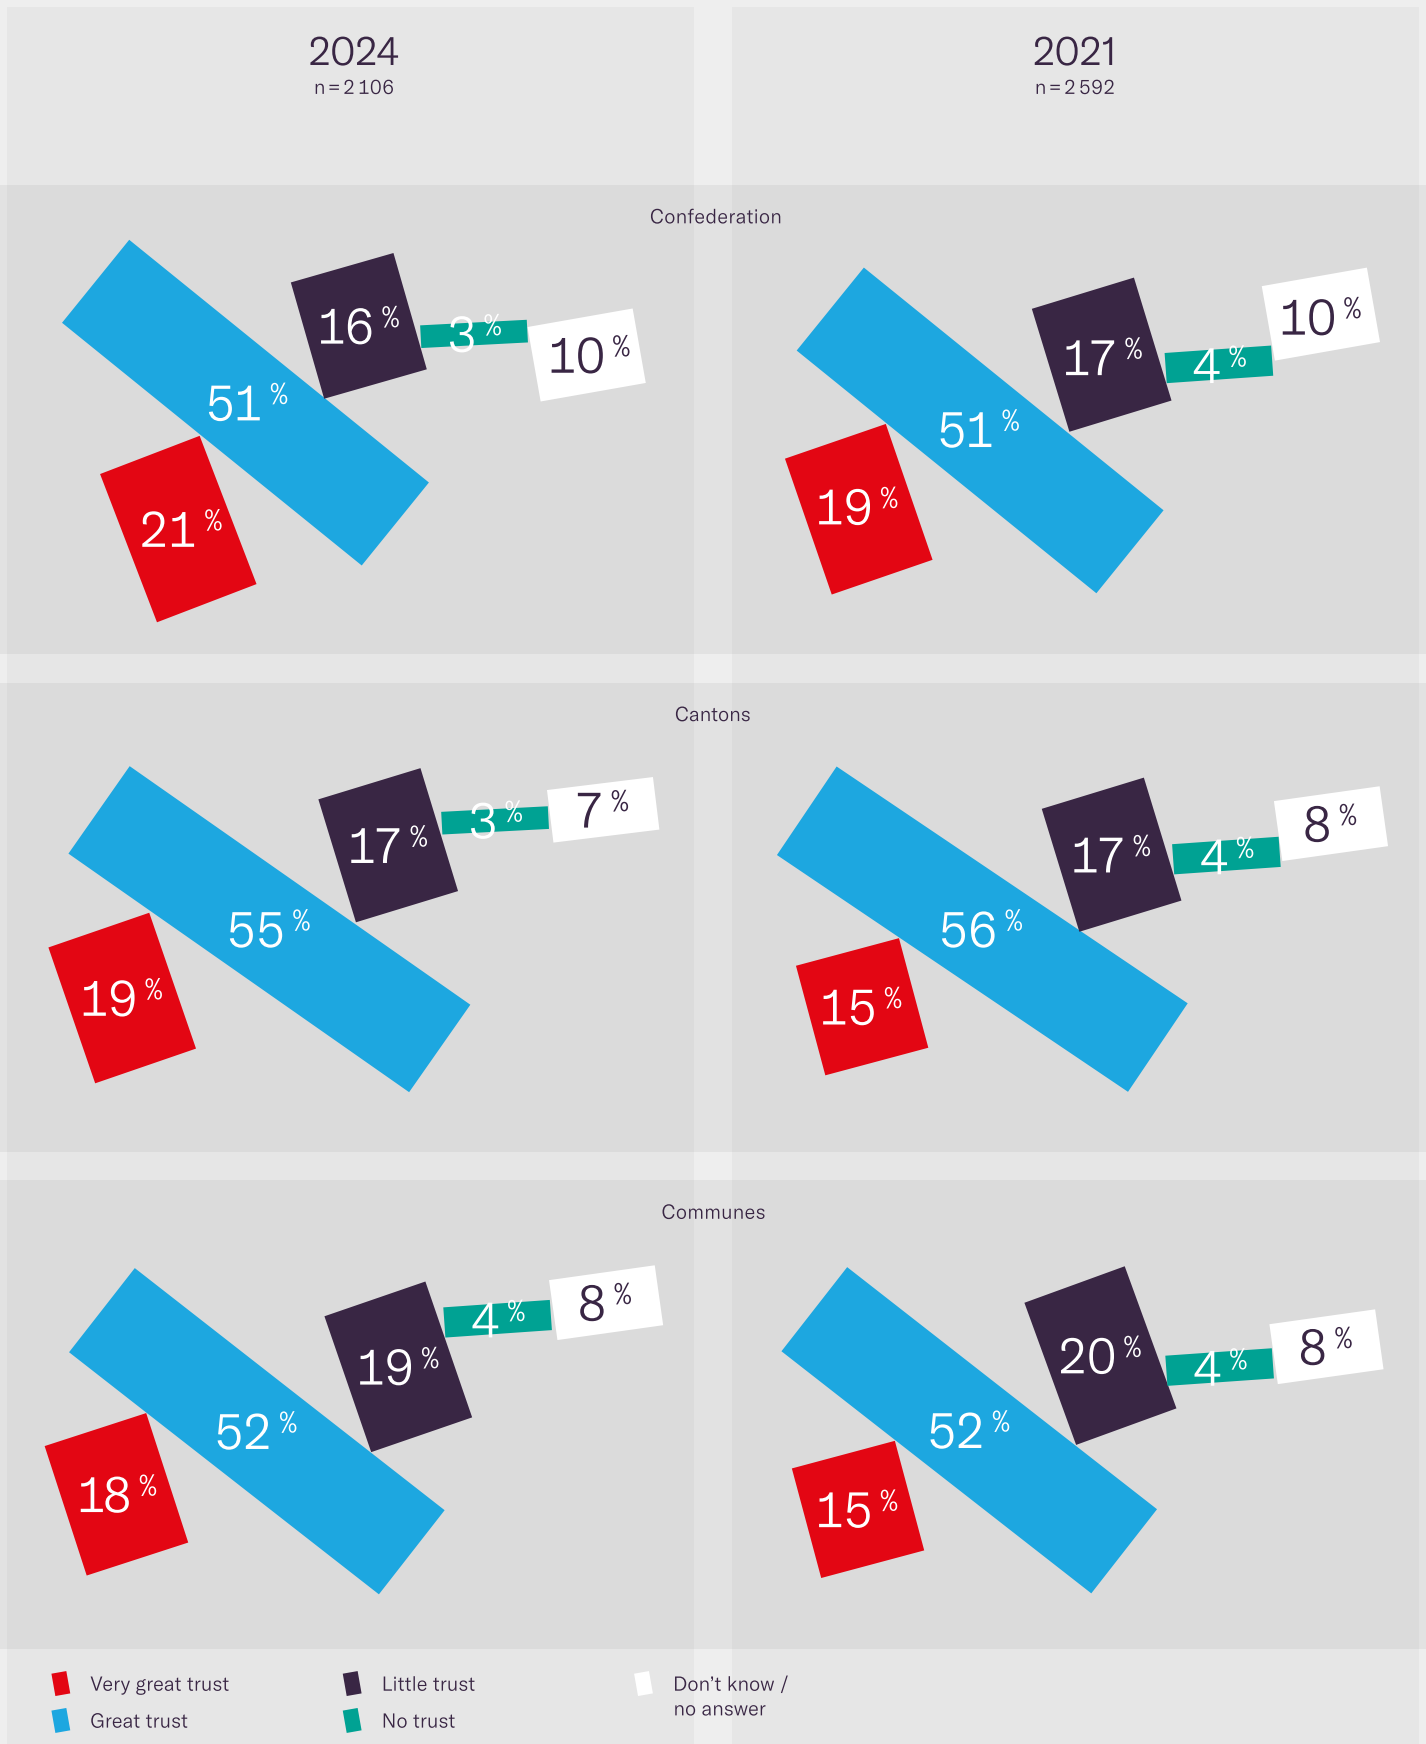 2024
n = 2 106
2021
n = 2 592
Confederation
21 %
51 %
16 %
3 %
10 %
19 %
51 %
17 %
4 %
10 %
Cantons
19 %
55 %
17 %
3 %
7 %
15 %
56 %
17 %
4 %
8 %
Communes
18 %
52 %
19 %
4 %
8 %
15 %
52 %
20 %
4 %
8 %
Very great trust
Great trust
Little trust
No trust
Don't know /
no answer